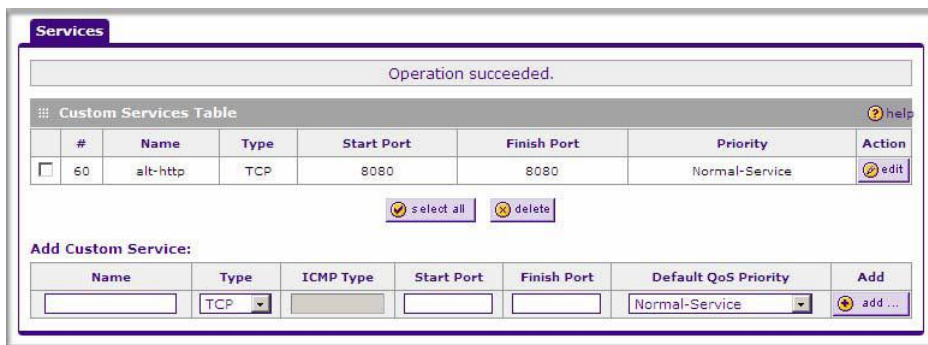 Services
Operation succeeded.
Custom Services Table help
# Name Type Start Port Finish Port Priority Action
60 alt-http TCP 8080 8080 Normal-Service edit
select all delete
Add Custom Service:
Name Type ICMP Type Start Port Finish Port Default QoS Priority Add
TCP Normal-Service add ...